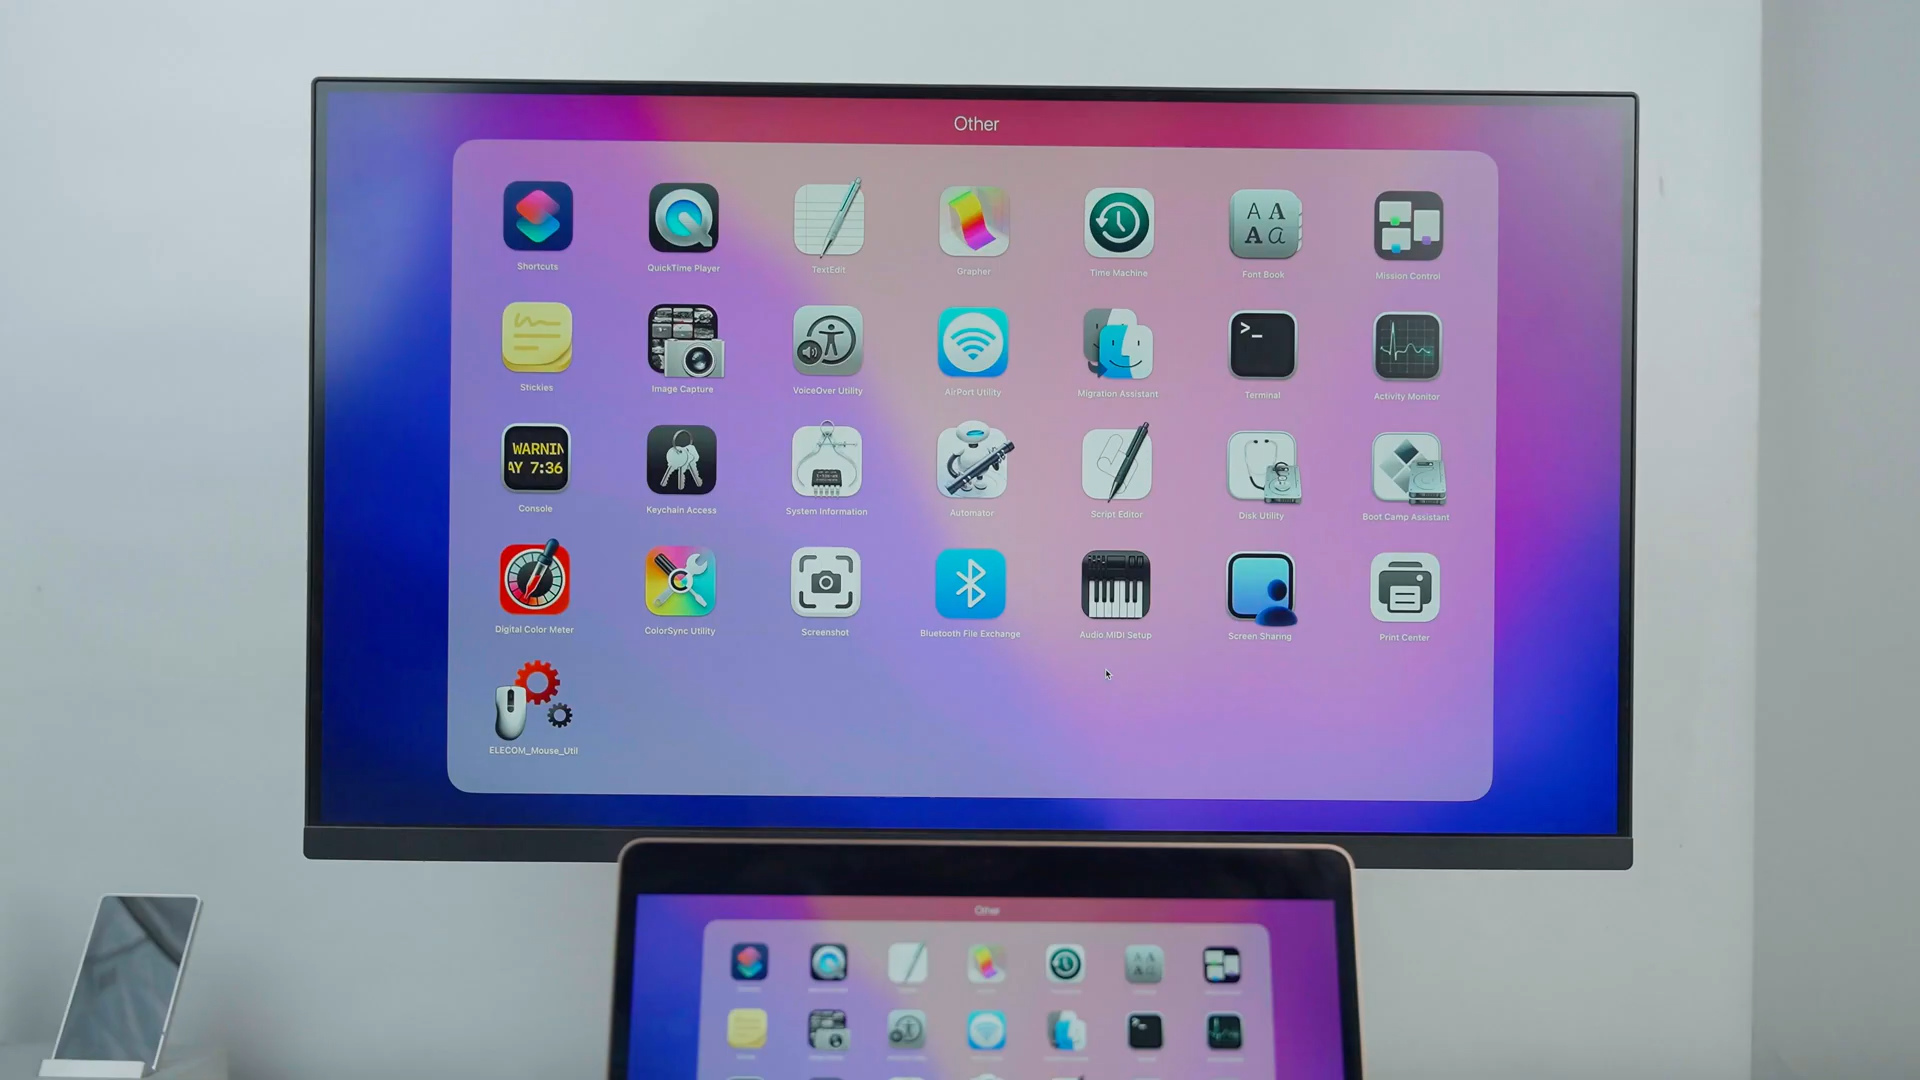 Other
Shortcuts
QuickTime Player
TextEdit
Grapher
Time Machine
A A
A a
Font Book
Mission Control
Stickies
Image Capture
VoiceOver Utility
AirPort Utility
Migration Assistant
>_
Terminal
Activity Monitor
WARNIN
AY 7:36
Console
Keychain Access
System Information
Automator
Script Editor
Disk Utility
Boot Camp Assistant
Digital Color Meter
ColorSync Utility
Screenshot
Bluetooth File Exchange
Audio MIDI Setup
Screen Sharing
Print Center
ELECOM_Mouse_Util
Other